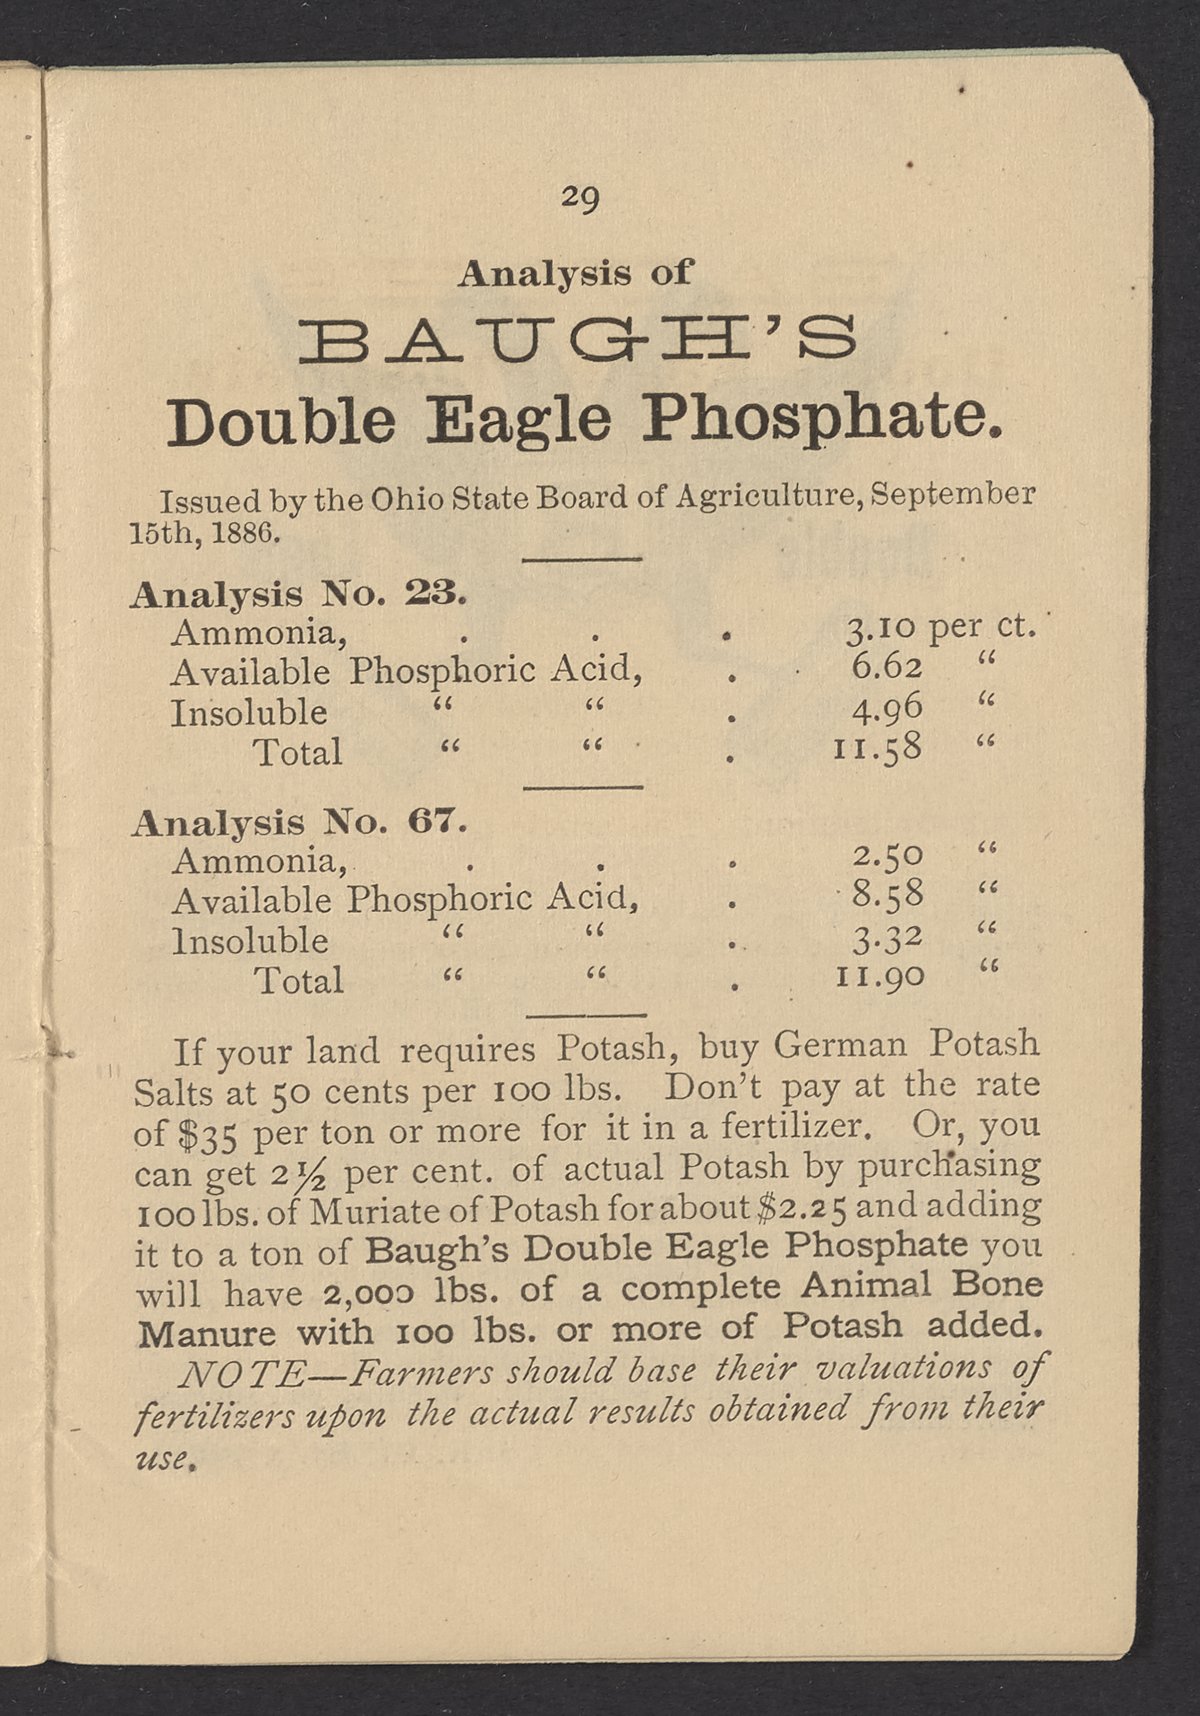 29
Analysis of
BAUGH'S
Double Eagle Phosphate.
Issued by the Ohio State Board of Agriculture, September
15th, 1886.
Analysis No. 23.
Ammonia, . . . 3.10 per ct.
Available Phosphoric Acid, . 6.62 “
Insoluble “ “ . 4.96 “
Total “ “ . 11.58 “
Analysis No. 67.
Ammonia, . . . 2.50 “
Available Phosphoric Acid, . 8.58 “
Insoluble “ “ . 3.32 “
Total “ “ . 11.90 “
If your land requires Potash, buy German Potash
Salts at 50 cents per 100 lbs. Don't pay at the rate
of $35 per ton or more for it in a fertilizer. Or, you
can get 2½ per cent. of actual Potash by purchasing
100 lbs. of Muriate of Potash for about $2.25 and adding
it to a ton of Baugh's Double Eagle Phosphate you
will have 2,000 lbs. of a complete Animal Bone
Manure with 100 lbs. or more of Potash added.
NOTE—Farmers should base their valuations of
fertilizers upon the actual results obtained from their
use.